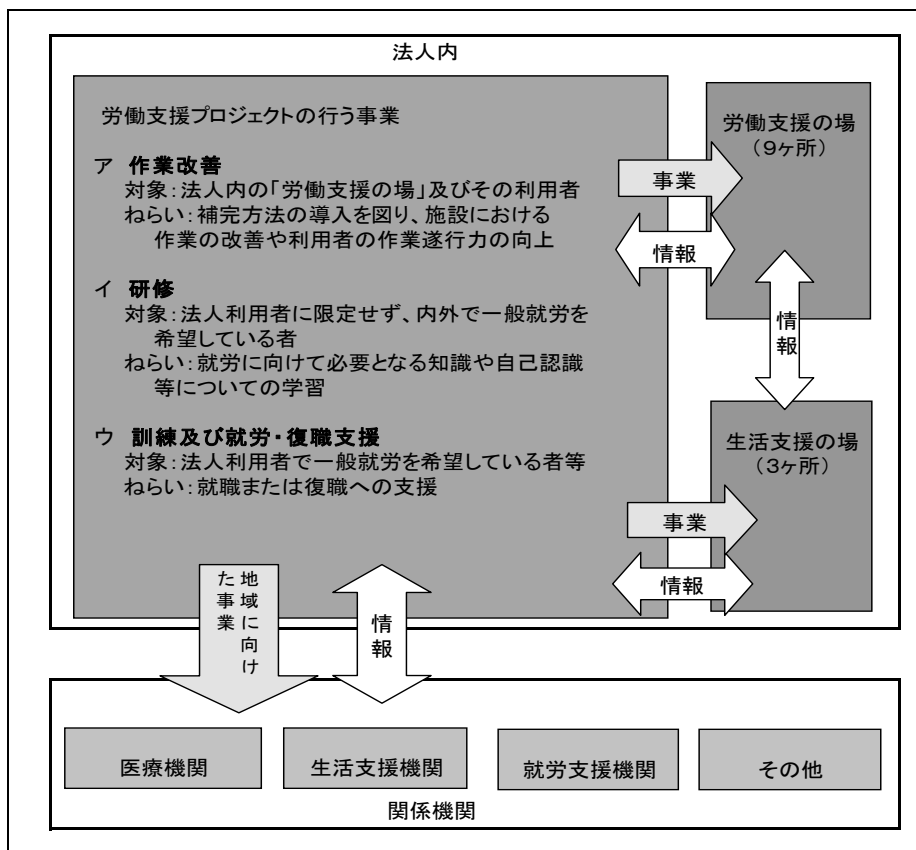 法人内
労働支援プロジェクトの行う事業
ア 作業改善
対象：法人内の「労働支援の場」及びその利用者
ねらい：補完方法の導入を図り、施設における
作業の改善や利用者の作業遂行力の向上
イ 研修
対象：法人利用者に限定せず、内外で一般就労を
希望している者
ねらい：就労に向けて必要となる知識や自己認識
等についての学習
ウ 訓練及び就労・復職支援
対象：法人利用者で一般就労を希望している者等
ねらい：就職または復職への支援
事業
情報
労働支援の場
（9ヶ所）
情報
生活支援の場
（3ヶ所）
事業
情報
地域に向け
た事業
情報
医療機関
生活支援機関
就労支援機関
その他
関係機関